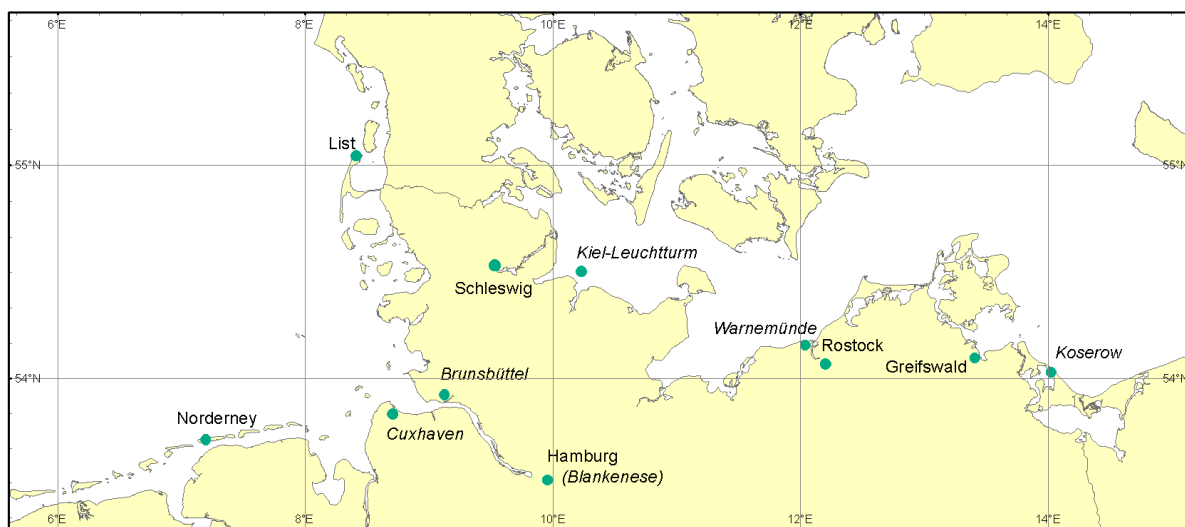 6°E 8°E 10°E 12°E 14°E
List
55°N 55°N
Kiel-Leuchtturm
Schleswig
Warnemünde
Rostock
Greifswald
Koserow
54°N 54°N
Brunsbüttel
Norderney
Cuxhaven
Hamburg
(Blankenese)
6°E 8°E 10°E 12°E 14°E